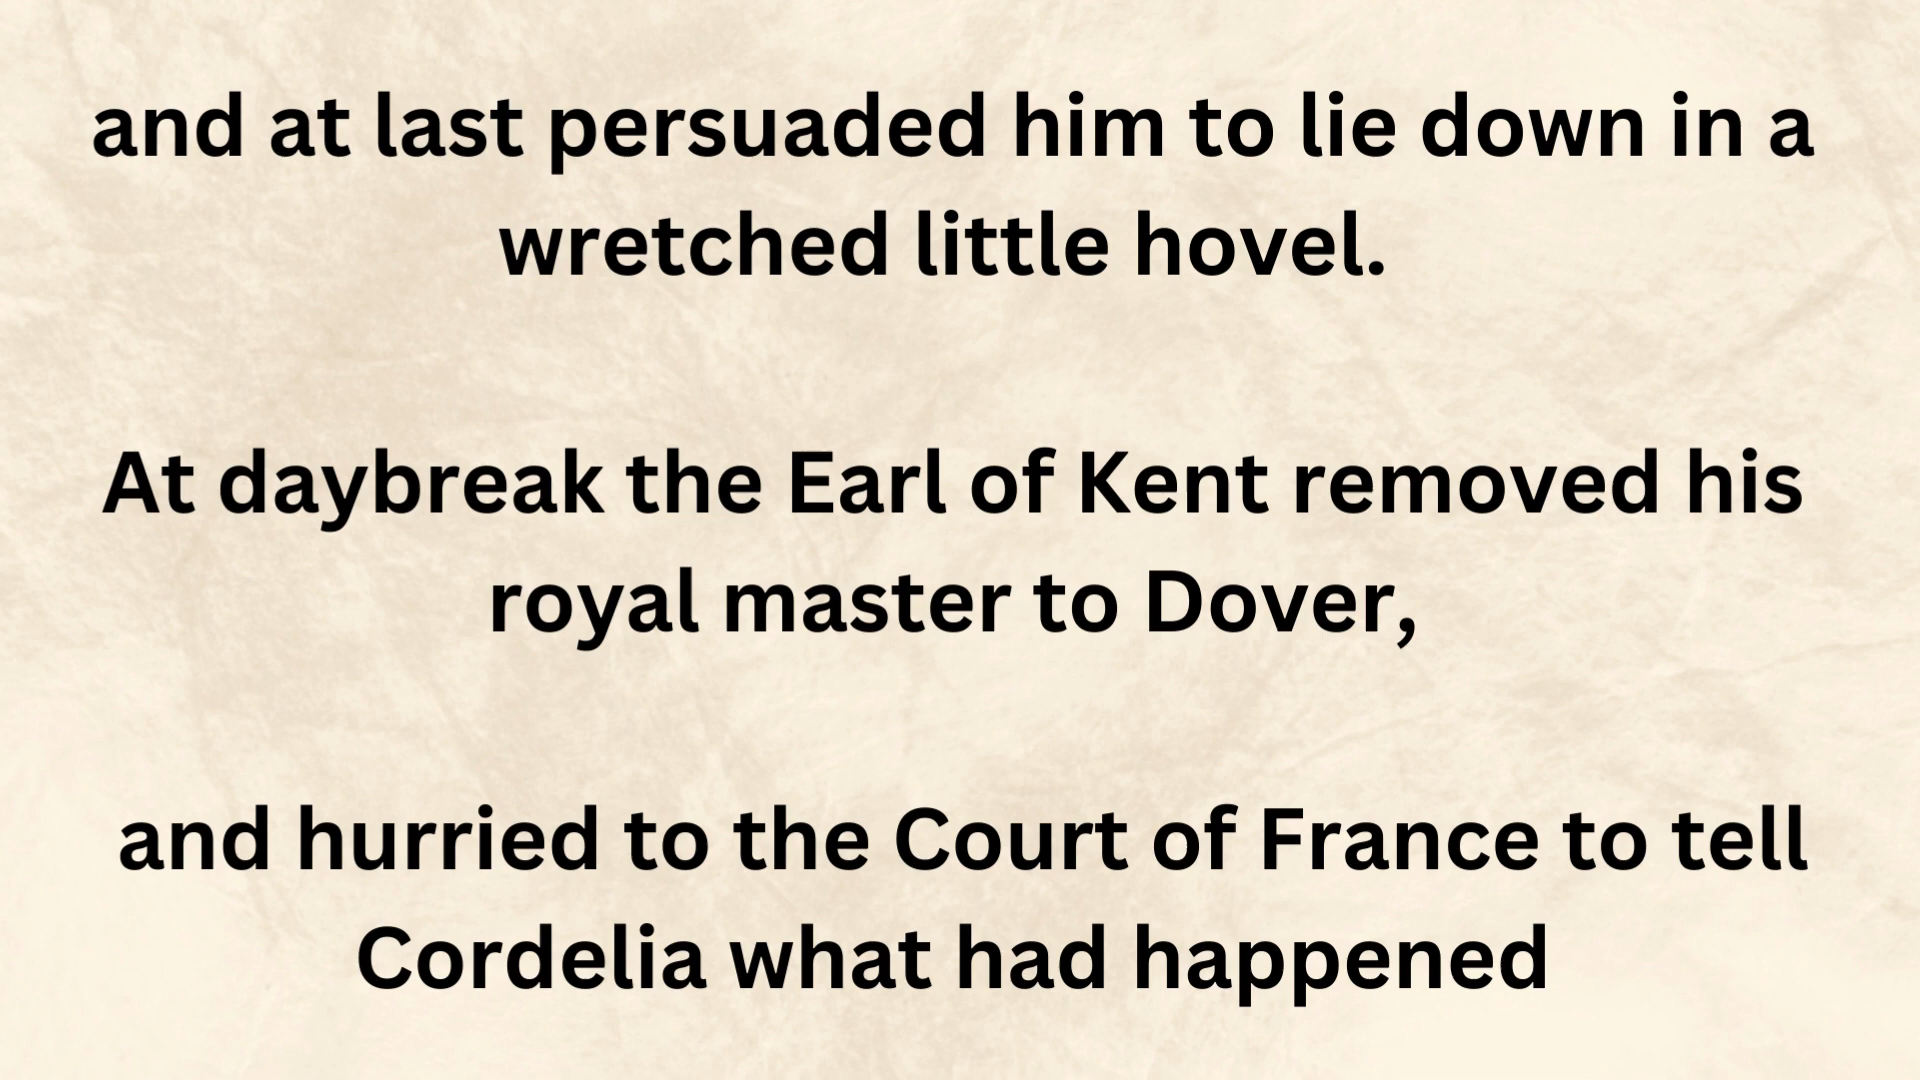 and at last persuaded him to lie down in a
wretched little hovel.
At daybreak the Earl of Kent removed his
royal master to Dover,
and hurried to the Court of France to tell
Cordelia what had happened